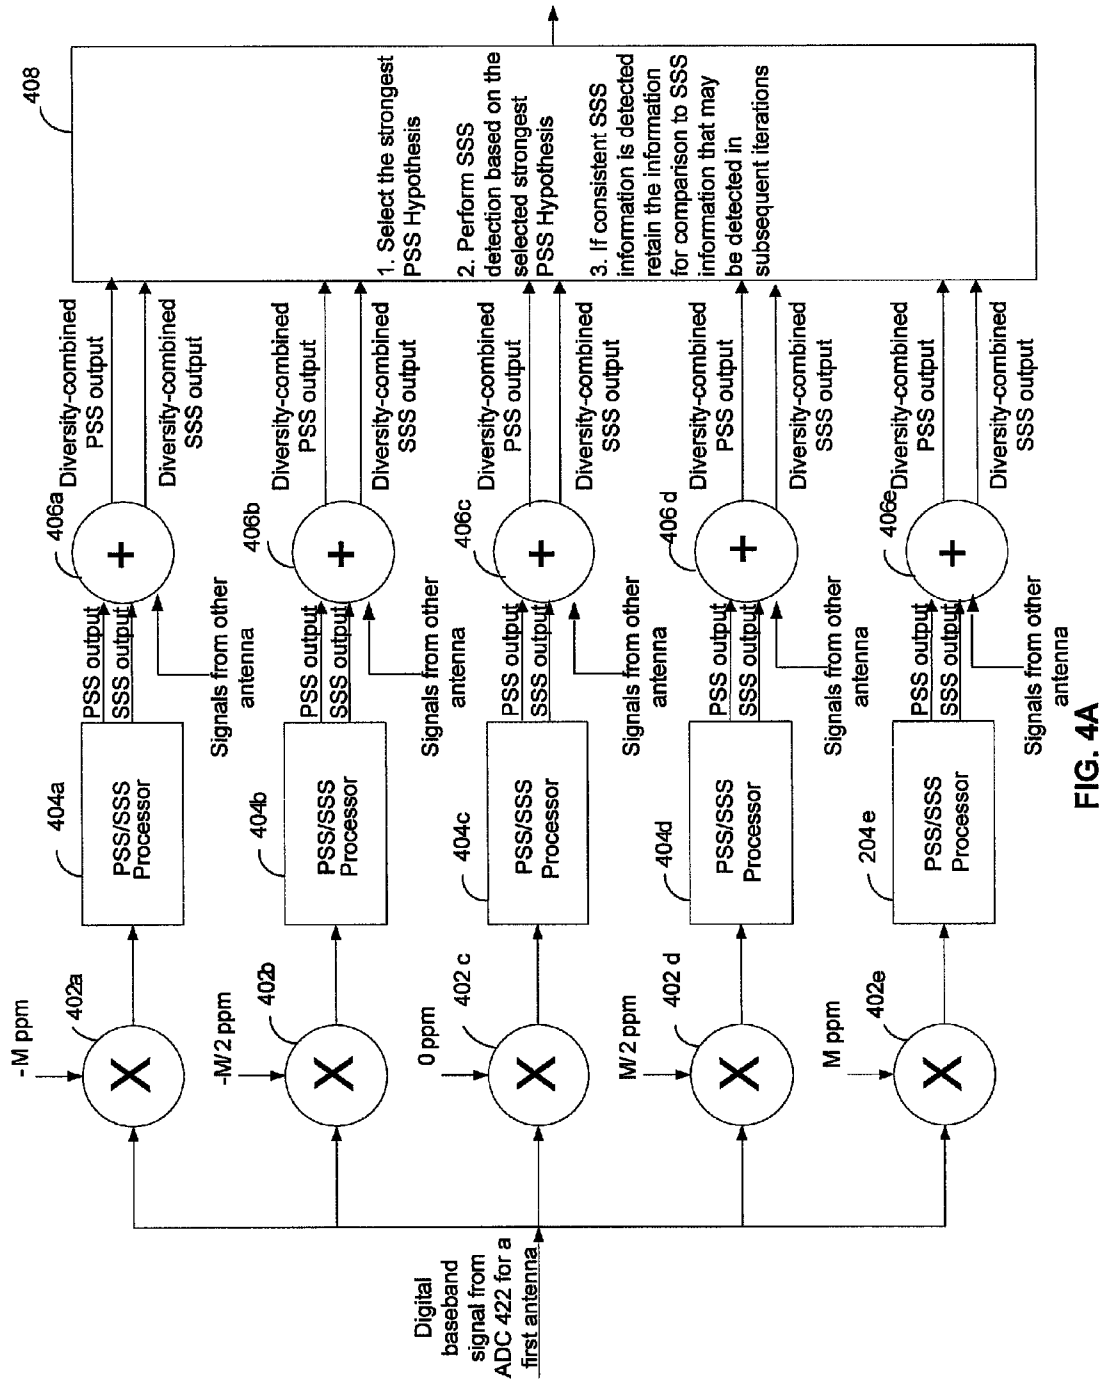 408
1. Select the strongest
PSS Hypothesis
2. Perform SSS
detection based on the
selected strongest
PSS Hypothesis
3. If consistent SSS
information is detected
retain the information
for comparison to SSS
information that may
be detected in
subsequent iterations
Digital
baseband
signal from
ADC 422 for a
first antenna
-M ppm
402a
X
404a
PSS/SSS
Processor
PSS output
SSS output
Signals from other
antenna
406a
+
Diversity-combined
PSS output
Diversity-combined
SSS output
-M/2 ppm
402b
X
404b
PSS/SSS
Processor
PSS output
SSS output
Signals from other
antenna
406b
+
Diversity-combined
PSS output
Diversity-combined
SSS output
0 ppm
402 c
X
404c
PSS/SSS
Processor
PSS output
SSS output
Signals from other
antenna
406c
+
Diversity-combined
PSS output
Diversity-combined
SSS output
M/2 ppm
402 d
X
404d
PSS/SSS
Processor
PSS output
SSS output
Signals from other
antenna
406 d
+
Diversity-combined
PSS output
Diversity-combined
SSS output
M ppm
402e
X
204e
PSS/SSS
Processor
PSS output
SSS output
Signals from other
antenna
406e
+
Diversity-combined
PSS output
Diversity-combined
SSS output
FIG. 4A